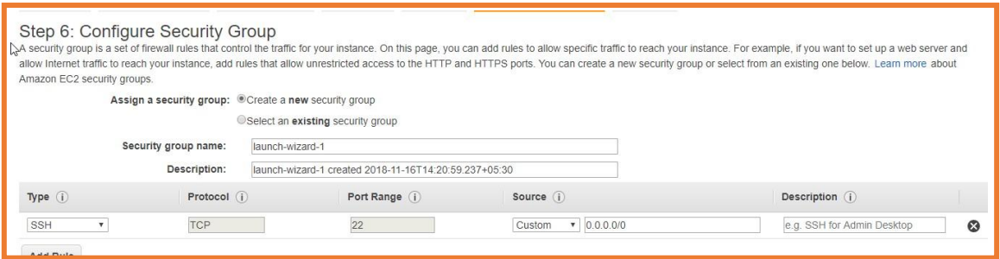 Step 6: Configure Security Group
A security group is a set of firewall rules that control the traffic for your instance. On this page, you can add rules to allow specific traffic to reach your instance. For example, if you want to set up a web server and
allow Internet traffic to reach your instance, add rules that allow unrestricted access to the HTTP and HTTPS ports. You can create a new security group or select from an existing one below. Learn more about
Amazon EC2 security groups.
Assign a security group: Create a new security group
Select an existing security group
Security group name: launch-wizard-1
Description: launch-wizard-1 created 2018-11-16T14:20:59.237+05:30
Type Protocol Port Range Source Description
SSH TCP 22 Custom 0.0.0.0/0 e.g. SSH for Admin Desktop
Add Rule